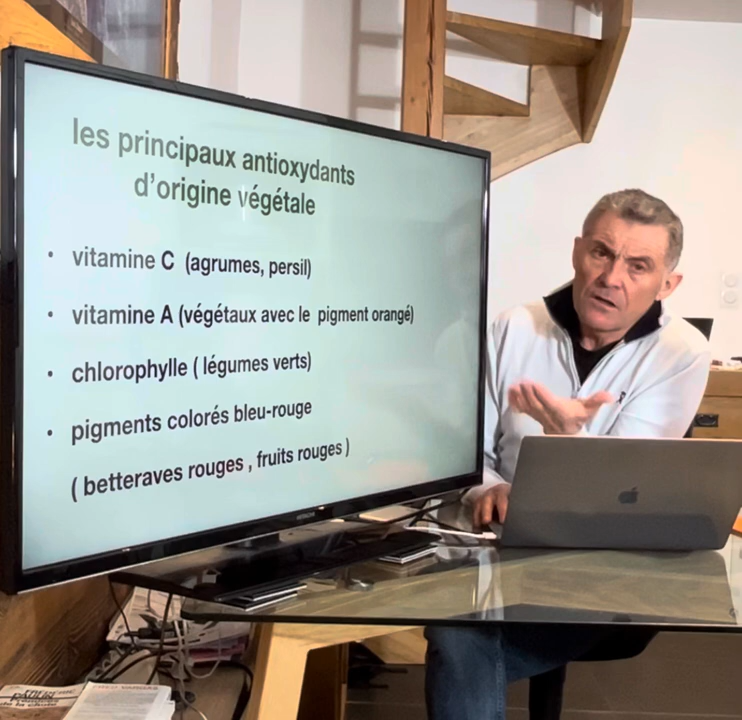 les principaux antioxydants
d'origine végétale
• vitamine C (agrumes, persil)
• vitamine A (végétaux avec le pigment orangé)
• chlorophylle ( légumes verts)
• pigments colorés bleu-rouge
( betteraves rouges , fruits rouges )
HITACHI